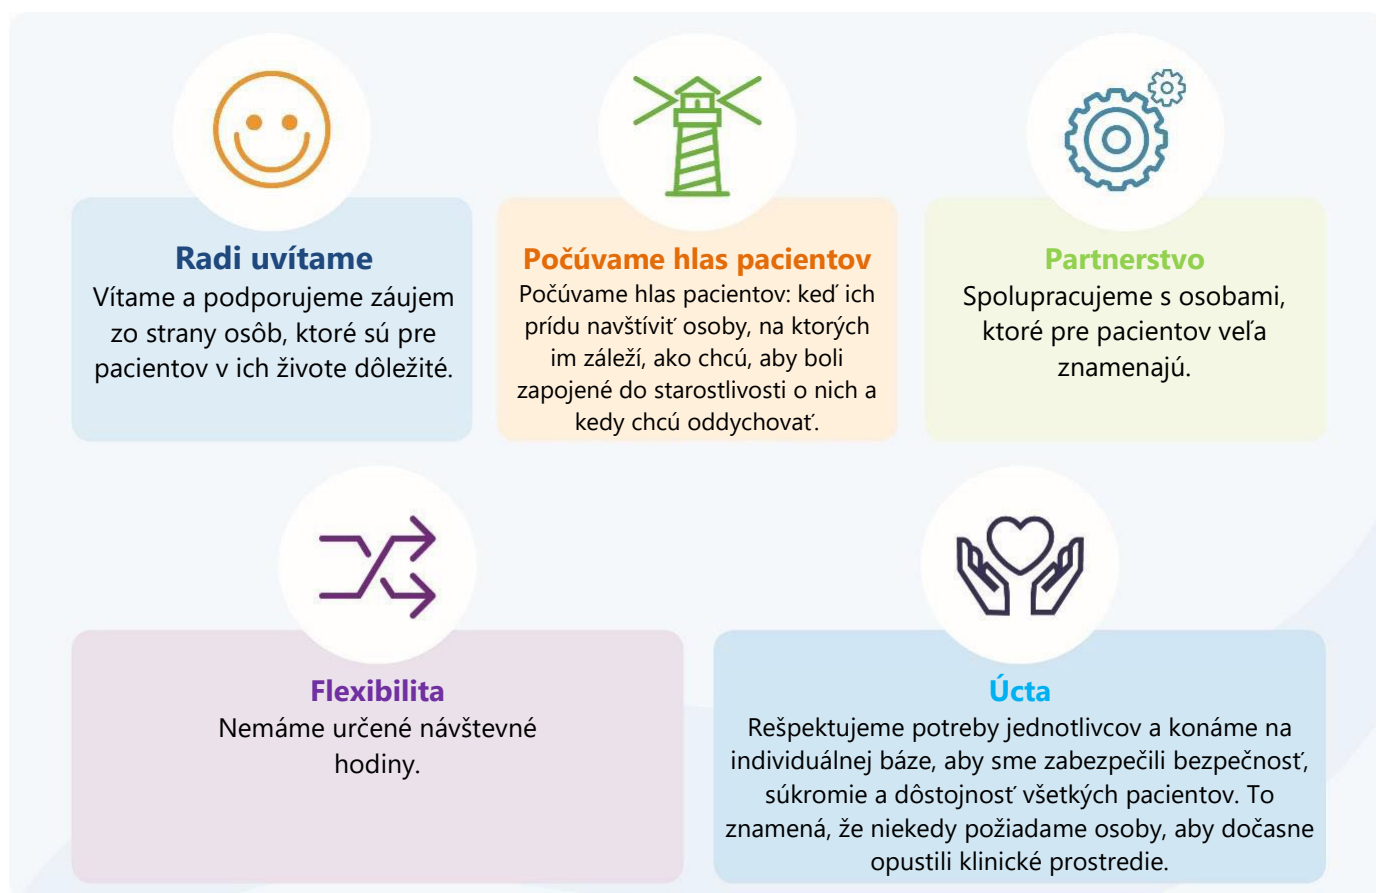 Radi uvítame
Vítame a podporujeme záujem
zo strany osôb, ktoré sú pre
pacientov v ich živote dôležité.
Počúvame hlas pacientov
Počúvame hlas pacientov: keď ich
prídu navštíviť osoby, na ktorých
im záleží, ako chcú, aby boli
zapojené do starostlivosti o nich a
kedy chcú oddychovať.
Partnerstvo
Spolupracujeme s osobami,
ktoré pre pacientov veľa
znamenajú.
Flexibilita
Nemáme určené návštevné
hodiny.
Úcta
Rešpektujeme potreby jednotlivcov a konáme na
individuálnej báze, aby sme zabezpečili bezpečnosť,
súkromie a dôstojnosť všetkých pacientov. To
znamená, že niekedy požiadame osoby, aby dočasne
opustili klinické prostredie.